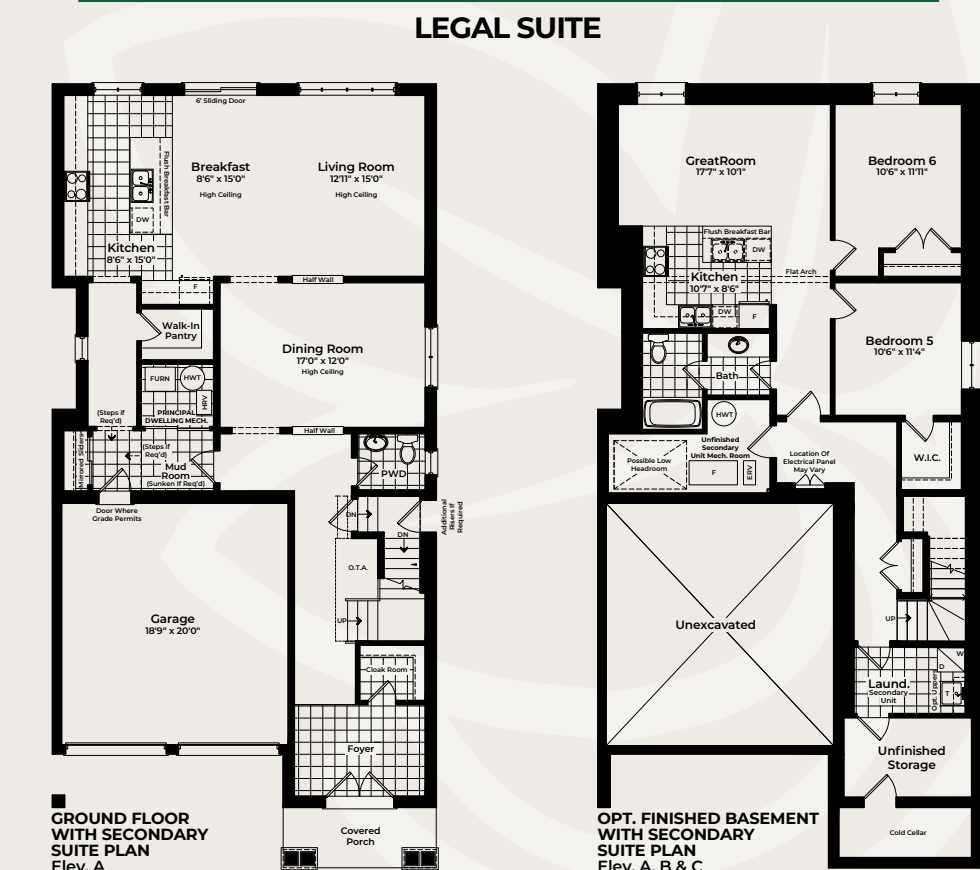 LEGAL SUITE
6' Sliding Door
Breakfast
8'6" x 15'0"
High Ceiling
Living Room
12'11" x 15'0"
High Ceiling
Flush Breakfast Bar
DW
Kitchen
8'6" x 15'0"
F
Half Wall
Walk-In
Pantry
Dining Room
17'0" x 12'0"
High Ceiling
FURN
HWT
HRV
PRINCIPAL
DWELLING MECH.
(Steps if
Req'd)
Half Wall
Mirrored Sliders
(Steps if
Req'd)
Mud
Room
(Sunken If Req'd)
PWD
Door Where
Grade Permits
DN
DN
Additional
Risers If
Required
O.T.A.
UP
Garage
18'9" x 20'0"
Cloak Room
Foyer
Covered
Porch
GROUND FLOOR
WITH SECONDARY
SUITE PLAN
Elev. A
GreatRoom
17'7" x 10'1"
Bedroom 6
10'6" x 11'11"
Flush Breakfast Bar
DW
Kitchen
10'7" x 8'6"
Flat Arch
DW
F
Bedroom 5
10'6" x 11'4"
Bath
HWT
Unfinished
Secondary
Unit Mech. Room
Possible Low
Headroom
F
ERV
Location Of
Electrical Panel
May Vary
W.I.C.
Unexcavated
UP
W
D
Laund.
Secondary
Unit
Opt. Uppers
T
Unfinished
Storage
Cold Cellar
OPT. FINISHED BASEMENT
WITH SECONDARY
SUITE PLAN
Elev. A, B & C